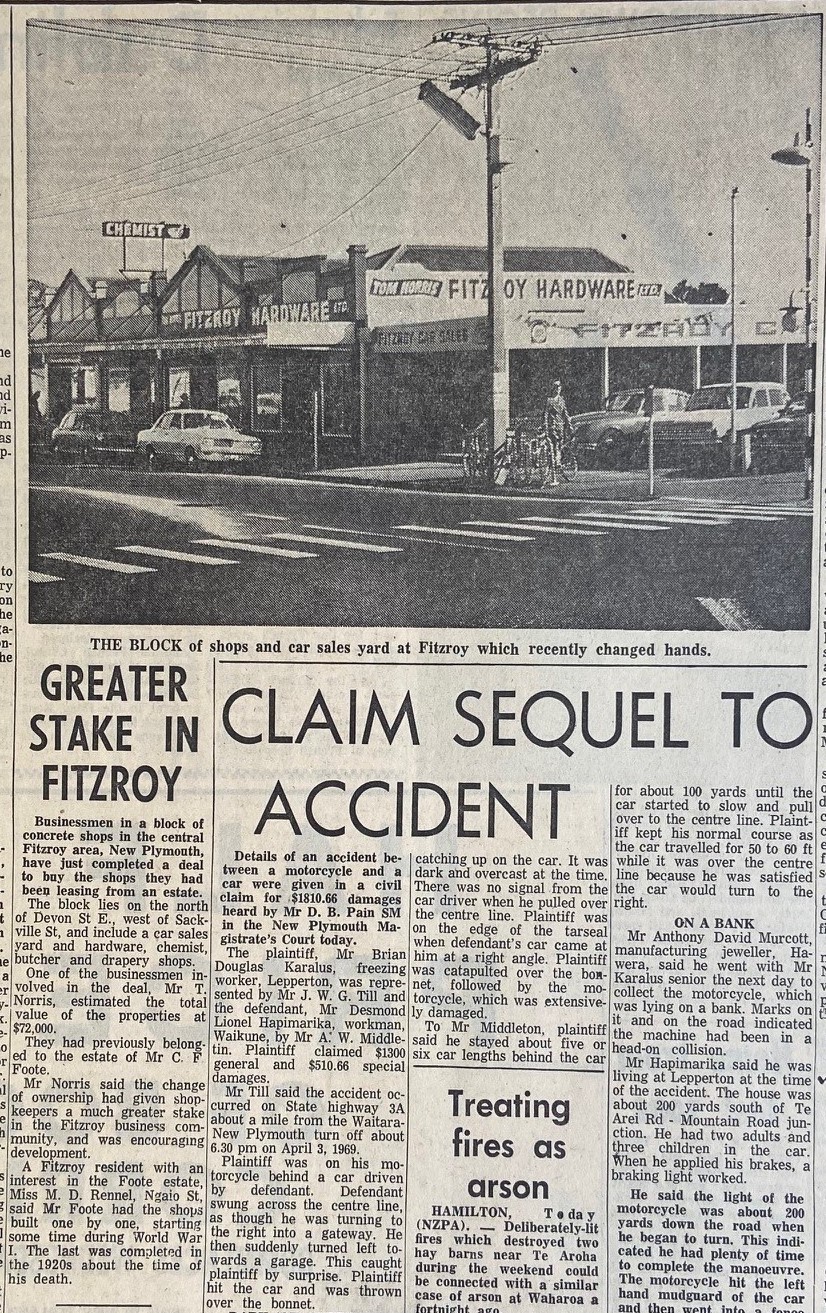 CHEMIST
FITZROY HARDWARE LTD.
TOM NORRIS FITZROY HARDWARE LTD.
FITZROY CAR SALES
FITZROY
THE BLOCK of shops and car sales yard at Fitzroy which recently changed hands.
GREATER
STAKE IN
FITZROY
Businessmen in a block of
concrete shops in the central
Fitzroy area, New Plymouth,
have just completed a deal
to buy the shops they had
been leasing from an estate.
The block lies on the north
of Devon St E., west of Sack-
ville St, and include a car sales
yard and hardware, chemist,
butcher and drapery shops.
One of the businessmen in-
volved in the deal, Mr T.
Norris, estimated the total
value of the properties at
$72,000.
They had previously belong-
ed to the estate of Mr C. F
Foote.
Mr Norris said the change
of ownership had given shop-
keepers a much greater stake
in the Fitzroy business com-
munity, and was encouraging
development.
A Fitzroy resident with an
interest in the Foote estate,
Miss M. D. Rennel, Ngaio St,
said Mr Foote had the shops
built one by one, starting
some time during World War
I. The last was completed in
the 1920s about the time of
his death.
CLAIM SEQUEL TO
ACCIDENT
Details of an accident be-
tween a motorcycle and a
car were given in a civil
claim for $1810.66 damages
heard by Mr D. B. Pain SM
in the New Plymouth Ma-
gistrate's Court today.
The plaintiff, Mr Brian
Douglas Karalus, freezing
worker, Lepperton, was repre-
sented by Mr J. W. G. Till and
the defendant, Mr Desmond
Lionel Hapimarika, workman,
Waikune, by Mr A. W. Middle-
tin. Plaintiff claimed $1300
general and $510.66 special
damages.
Mr Till said the accident oc-
curred on State highway 3A
about a mile from the Waitara-
New Plymouth turn off about
6.30 pm on April 3, 1969.
Plaintiff was on his mo-
torcycle behind a car driven
by defendant. Defendant
swung across the centre line,
as though he was turning to
the right into a gateway. He
then suddenly turned left to-
wards a garage. This caught
plaintiff by surprise. Plaintiff
hit the car and was thrown
over the bonnet.
catching up on the car. It was
dark and overcast at the time.
There was no signal from the
car driver when he pulled over
the centre line. Plaintiff was
on the edge of the tarseal
when defendant's car came at
him at a right angle. Plaintiff
was catapulted over the bon-
net, followed by the mo-
torcycle, which was extensive-
ly damaged.
To Mr Middleton, plaintiff
said he stayed about five or
six car lengths behind the car
for about 100 yards until the
car started to slow and pull
over to the centre line. Plaint-
iff kept his normal course as
the car travelled for 50 to 60 ft
while it was over the centre
line because he was satisfied
the car would turn to the
right.
ON A BANK
Mr Anthony David Murcott,
manufacturing jeweller, Ha-
wera, said he went with Mr
Karalus senior the next day to
collect the motorcycle, which
was lying on a bank. Marks on
it and on the road indicated
the machine had been in a
head-on collision.
Mr Hapimarika said he was
living at Lepperton at the time
of the accident. The house was
about 200 yards south of Te
Arei Rd - Mountain Road jun-
ction. He had two adults and
three children in the car.
When he applied his brakes, a
braking light worked.
He said the light of the
motorcycle was about 200
yards down the road when
he began to turn. This indi-
cated he had plenty of time
to complete the manoeuvre.
The motorcycle hit the left
hand mudguard of the car
and then went into a fence
Treating
fires as
arson
HAMILTON, Today
(NZPA). — Deliberately-lit
fires which destroyed two
hay barns near Te Aroha
during the weekend could
be connected with a similar
case of arson at Waharoa a
fortnight ago.